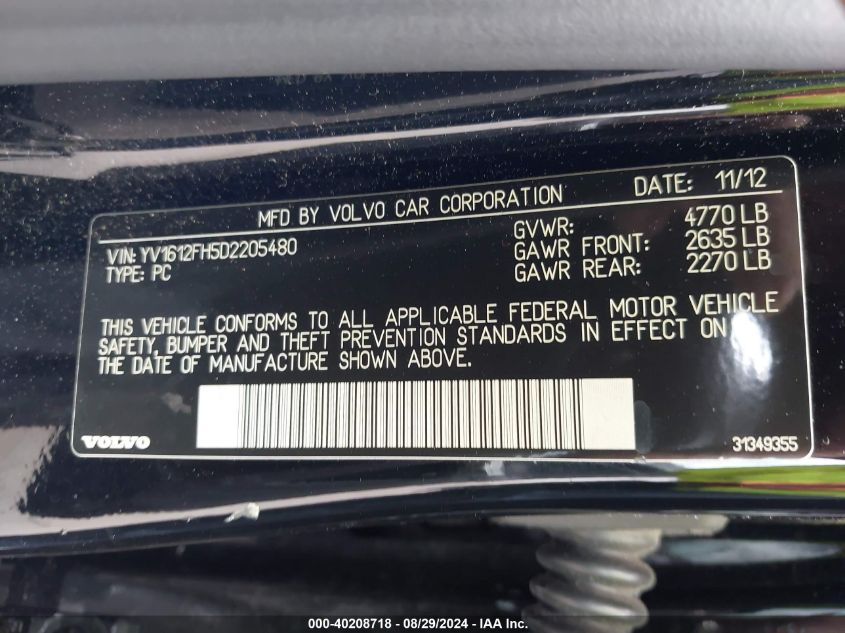 MFD BY VOLVO CAR CORPORATION DATE: 11/12
VIN: YV1612FH5D2205480 GVWR: 4770 LB
TYPE: PC GAWR FRONT: 2635 LB
GAWR REAR: 2270 LB
THIS VEHICLE CONFORMS TO ALL APPLICABLE FEDERAL MOTOR VEHICLE
SAFETY, BUMPER AND THEFT PREVENTION STANDARDS IN EFFECT ON
THE DATE OF MANUFACTURE SHOWN ABOVE.
VOLVO 31349355
000-40208718 - 08/29/2024 - © IAA, Inc.